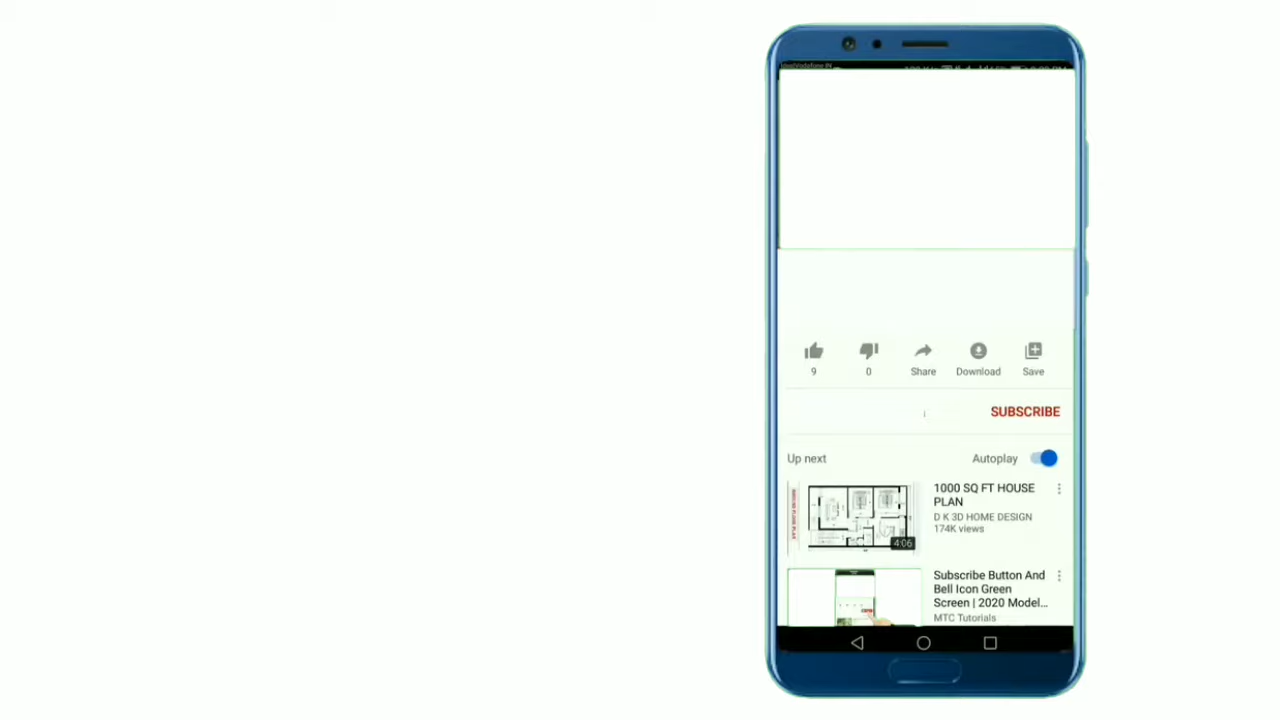 9
0
Share
Download
Save
SUBSCRIBE
Up next
Autoplay
1000 SQ FT HOUSE
PLAN
D K 3D HOME DESIGN
174K views
4:06
Subscribe Button And
Bell Icon Green
Screen | 2020 Model...
MTC Tutorials